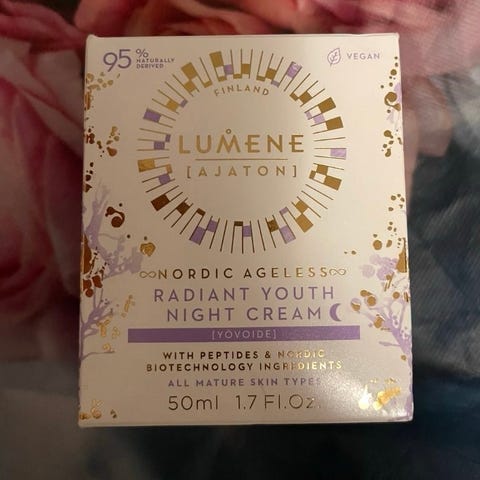 95% NATURALLY DERIVED
VEGAN
FINLAND
LUMENE
[AJATON]
∞NORDIC AGELESS∞
RADIANT YOUTH
NIGHT CREAM
[YÖVOIDE]
WITH PEPTIDES & NORDIC
BIOTECHNOLOGY INGREDIENTS
ALL MATURE SKIN TYPES
50ml 1.7 Fl.Oz.